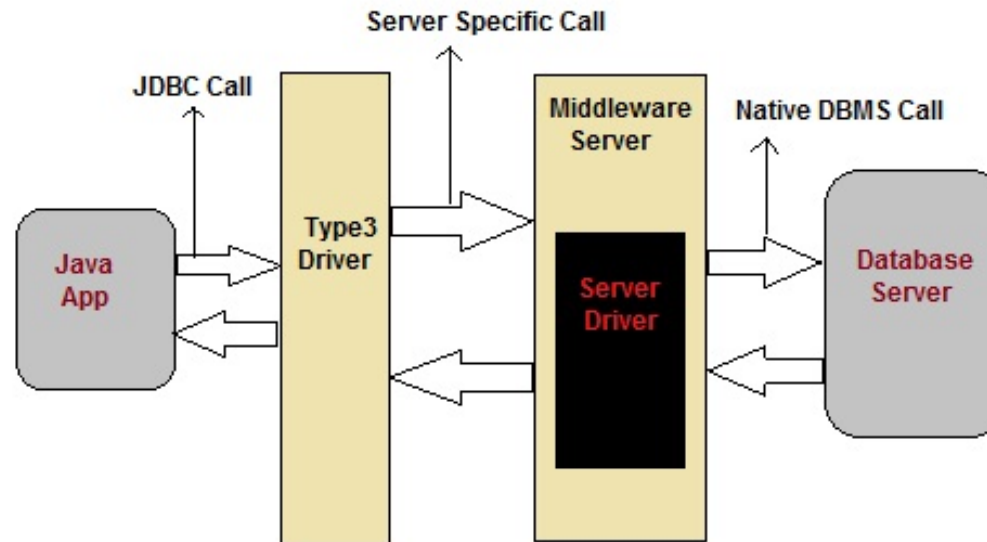 Server Specific Call
JDBC Call
Middleware
Server
Native DBMS Call
Type3
Driver
Java
App
Server
Driver
Database
Server